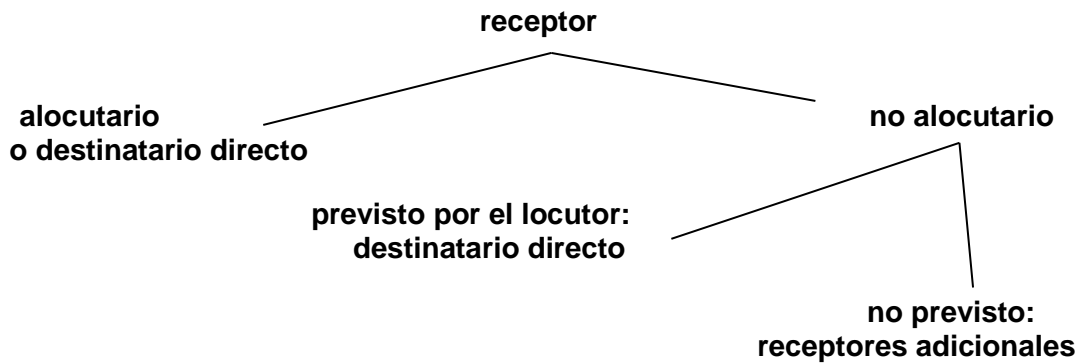 receptor
alocutario
o destinatario directo
no alocutario
previsto por el locutor:
destinatario directo
no previsto:
receptores adicionales